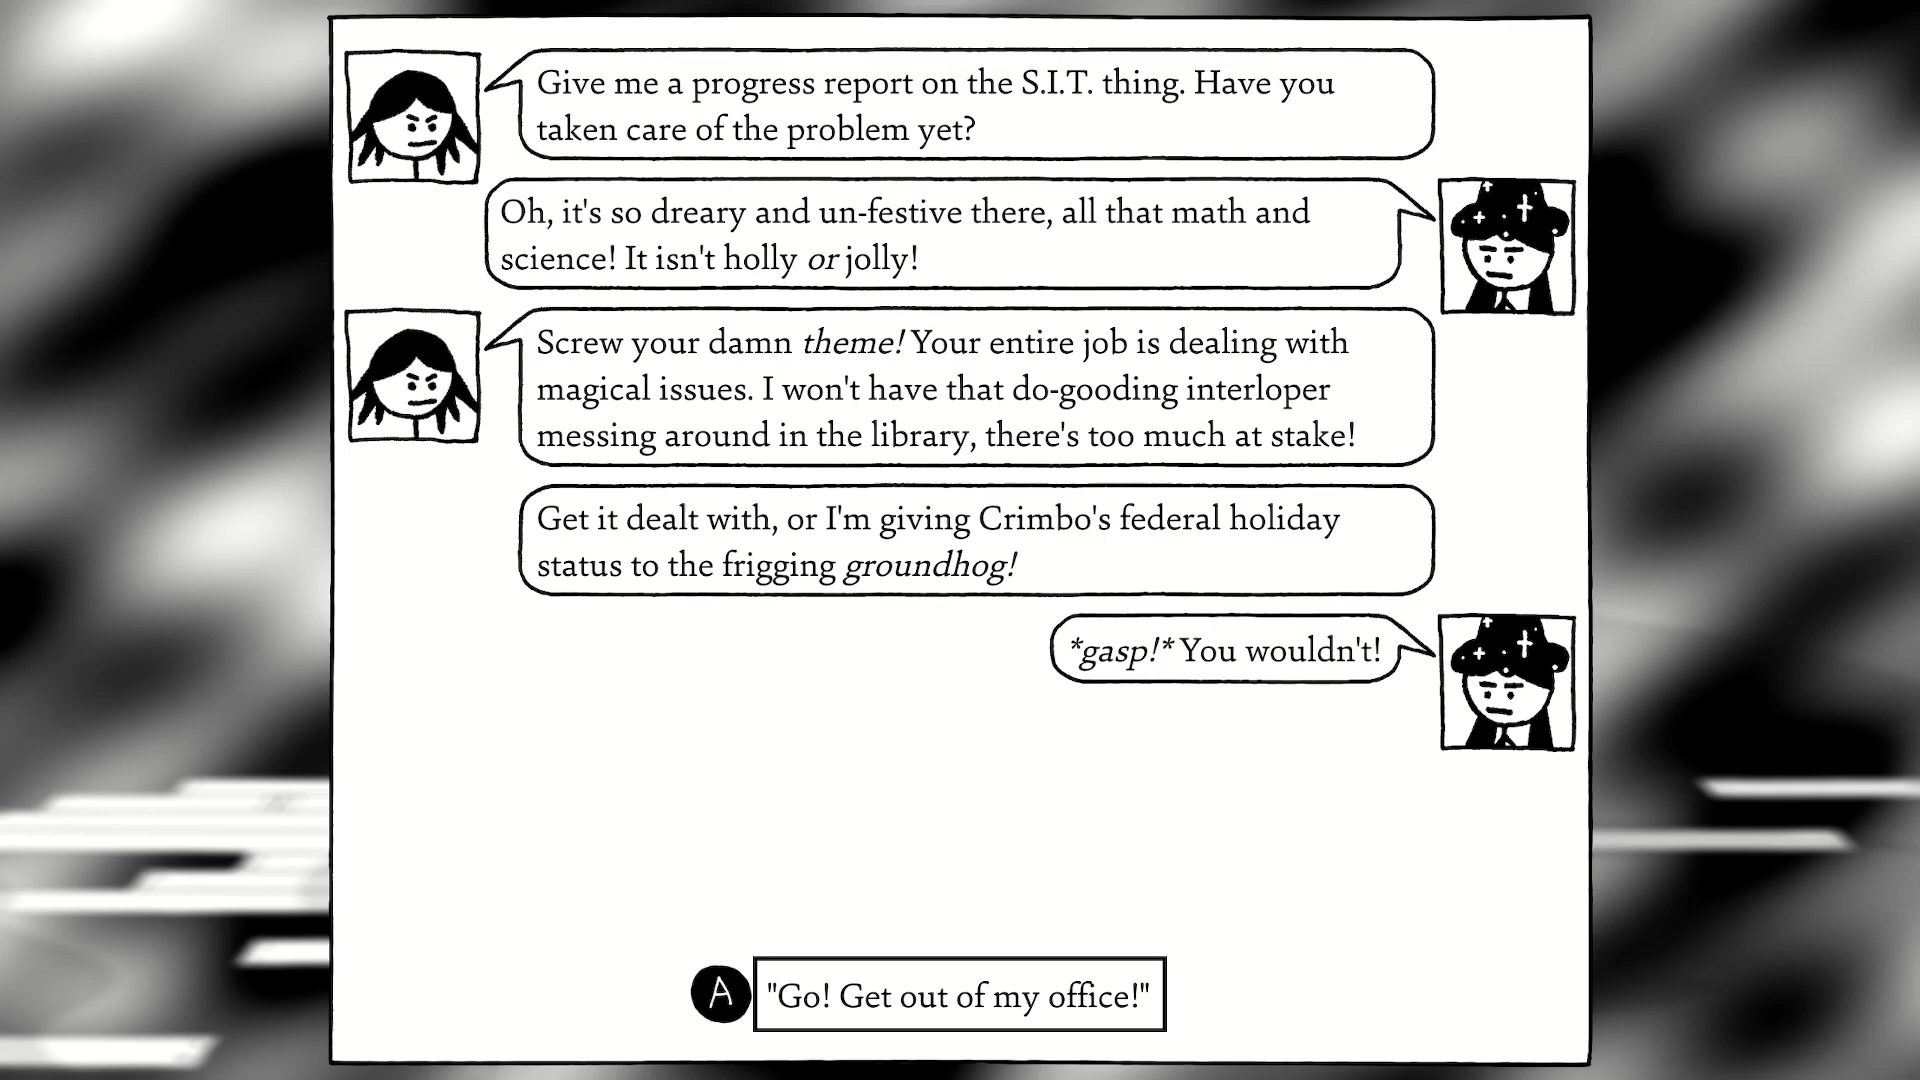 Give me a progress report on the S.I.T. thing. Have you
taken care of the problem yet?
Oh, it's so dreary and un-festive there, all that math and
science! It isn't holly or jolly!
Screw your damn theme! Your entire job is dealing with
magical issues. I won't have that do-gooding interloper
messing around in the library, there's too much at stake!
Get it dealt with, or I'm giving Crimbo's federal holiday
status to the frigging groundhog!
*gasp!* You wouldn't!
A "Go! Get out of my office!"